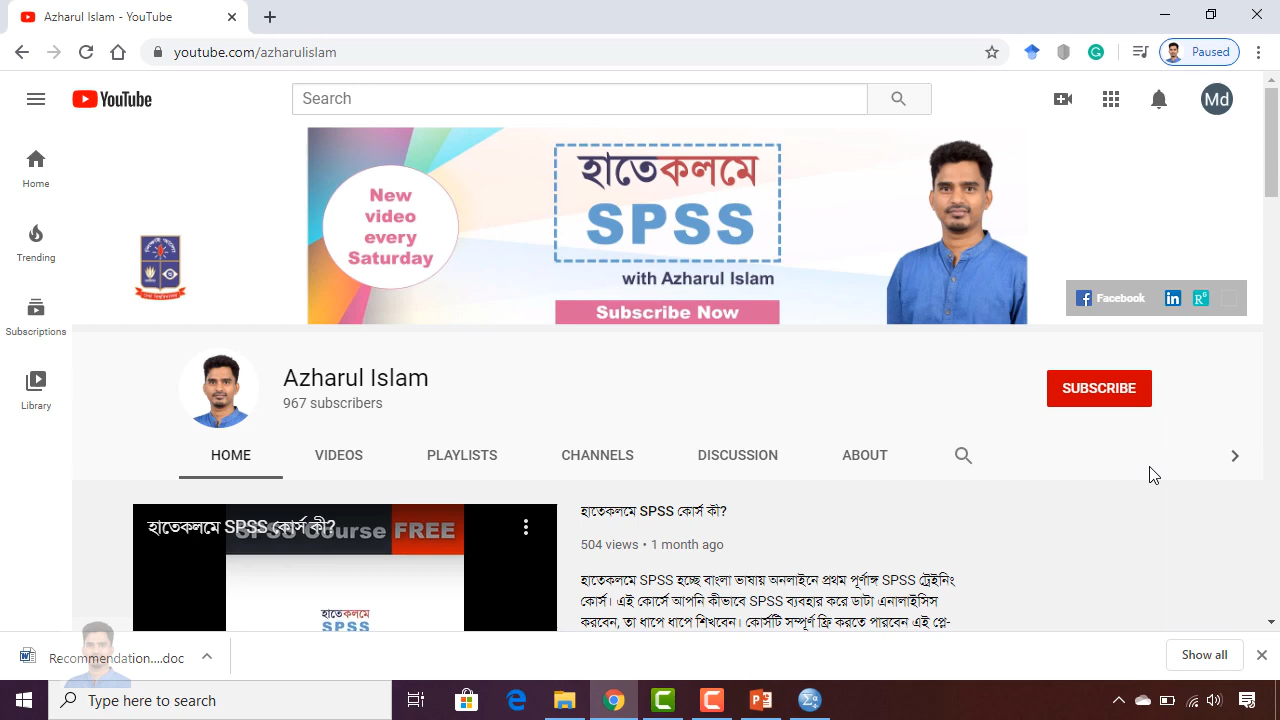 Azharul Islam - YouTube
youtube.com/azharulislam
Paused
YouTube
Search
Md
Home
Trending
Subscriptions
Library
New
video
every
Saturday
হাতেকলমে
SPSS
with Azharul Islam
Subscribe Now
Facebook
Azharul Islam
967 subscribers
SUBSCRIBE
HOME VIDEOS PLAYLISTS CHANNELS DISCUSSION ABOUT
হাতেকলমে SPSS কোর্স কী?
SPSS Course FREE
হাতেকলমে
SPSS
হাতেকলমে SPSS কোর্স কী?
504 views • 1 month ago
হাতেকলমে SPSS হচ্ছে বাংলা ভাষায় অনলাইনে প্রথম পূর্ণাঙ্গ SPSS ট্রেইনিং
কোর্স। এই কোর্সে আপনি কীভাবে SPSS ব্যবহার করে ডাটা এনালাইসিস
করবেন, তা ধাপে ধাপে শিখবেন। কোর্সটি সম্পূর্ণ ফ্রি করতে পারবেন এই প্লে-
Recommendation....doc
Show all
Type here to search